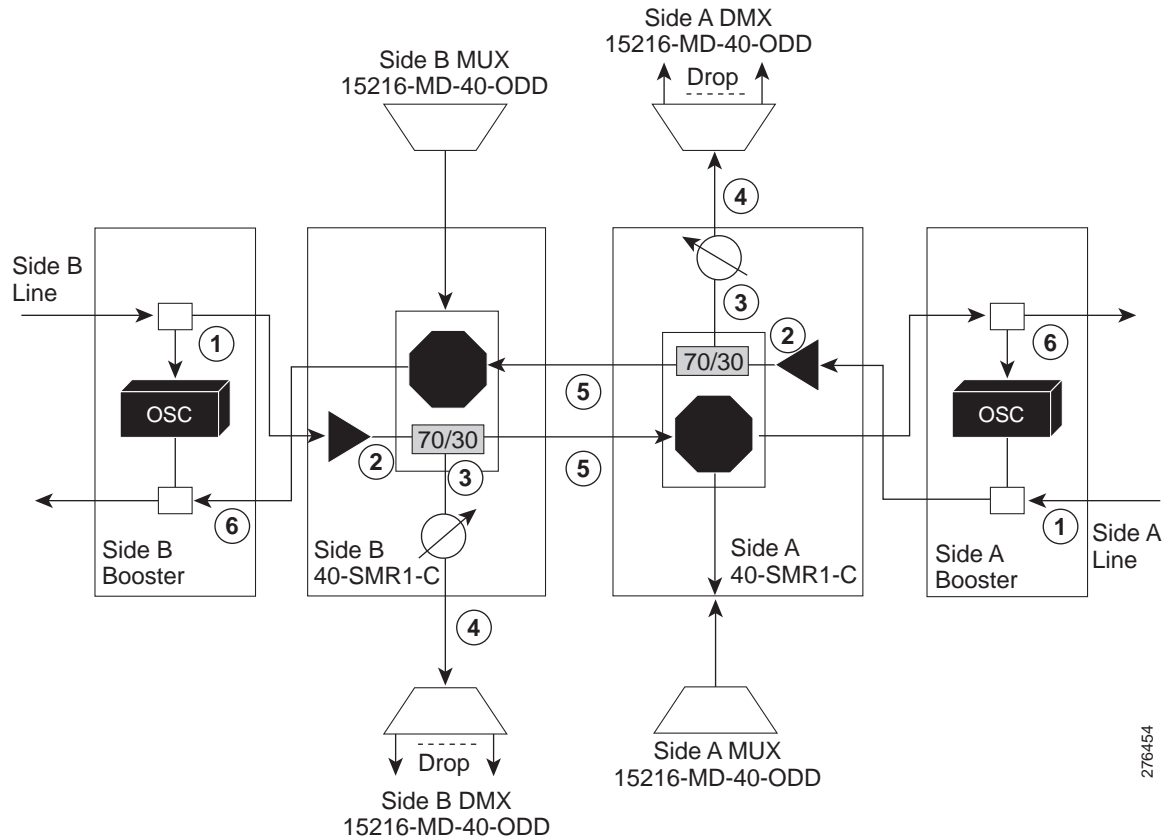 Side A DMX
15216-MD-40-ODD
Drop
Side B MUX
15216-MD-40-ODD
4
Side B
Line
3
1
2
6
70/30
OSC
5
OSC
70/30
2
5
3
6
1
Side B
Booster
Side B
40-SMR1-C
Side A
40-SMR1-C
Side A
Booster
Side A
Line
4
Drop
Side B DMX
15216-MD-40-ODD
Side A MUX
15216-MD-40-ODD
276454